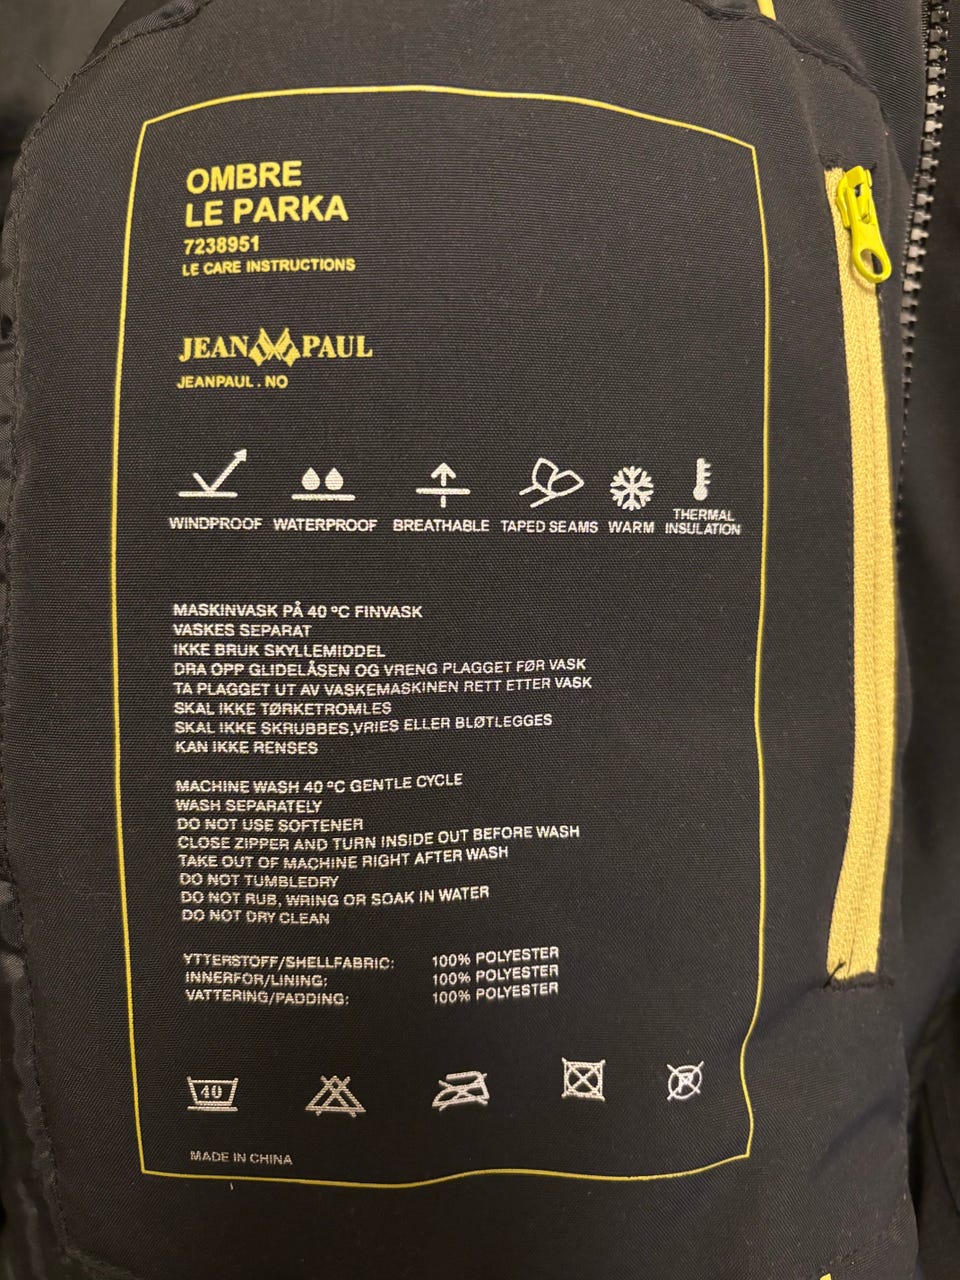 OMBRE
LE PARKA
7238951
LE CARE INSTRUCTIONS
JEAN PAUL
JEANPAUL . NO
WINDPROOF WATERPROOF BREATHABLE TAPED SEAMS WARM THERMAL INSULATION
MASKINVASK PÅ 40 ºC FINVASK
VASKES SEPARAT
IKKE BRUK SKYLLEMIDDEL
DRA OPP GLIDELÅSEN OG VRENG PLAGGET FØR VASK
TA PLAGGET UT AV VASKEMASKINEN RETT ETTER VASK
SKAL IKKE TØRKETROMLES
SKAL IKKE SKRUBBES,VRIES ELLER BLØTLEGGES
KAN IKKE RENSES
MACHINE WASH 40 ºC GENTLE CYCLE
WASH SEPARATELY
DO NOT USE SOFTENER
CLOSE ZIPPER AND TURN INSIDE OUT BEFORE WASH
TAKE OUT OF MACHINE RIGHT AFTER WASH
DO NOT TUMBLEDRY
DO NOT RUB, WRING OR SOAK IN WATER
DO NOT DRY CLEAN
YTTERSTOFF/SHELLFABRIC: 100% POLYESTER
INNERFOR/LINING: 100% POLYESTER
VATTERING/PADDING: 100% POLYESTER
40 P
MADE IN CHINA